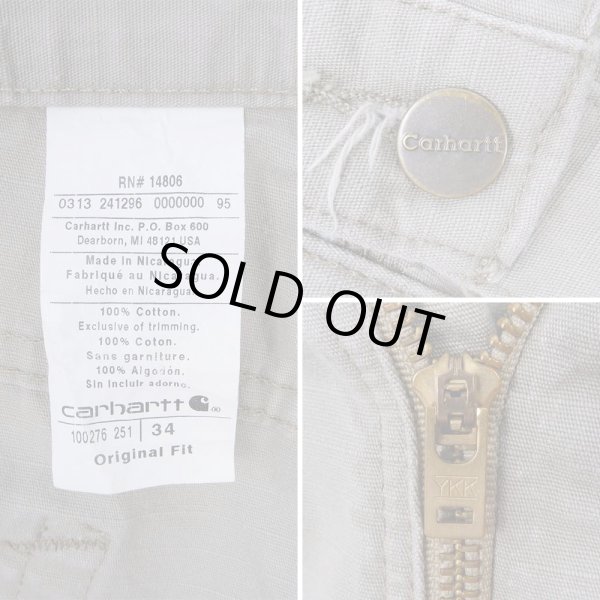 RN# 14806
0313 241296 0000000 95
Carhartt Inc. P.O. Box 600
Dearborn, MI 48121 USA
Made in Nicaragua.
Fabriqué au Nicaragua.
Hecho en Nicaragua
100% Cotton.
Exclusive of trimming.
100% Coton.
Sans garniture.
100% Algodón.
Sin incluir adorno.
carhartt
100276 251 34
Original Fit
Carhartt
SOLD OUT
YKK